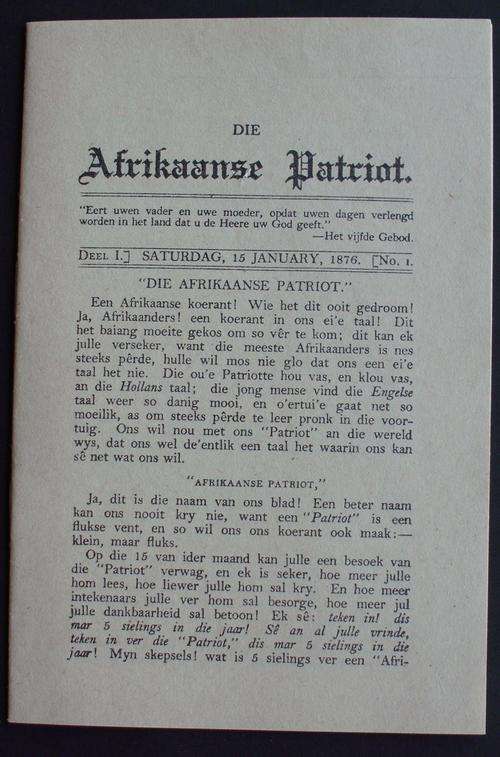 DIE
Afrikaanse Patriot.
"Eert uwen vader en uwe moeder, opdat uwen dagen verlengd
worden in het land dat u de Heere uw God geeft."
—Het vijfde Gebod.
DEEL I.] SATURDAG, 15 JANUARY, 1876. [No. 1.
"DIE AFRIKAANSE PATRIOT."
Een Afrikaanse koerant! Wie het dit ooit gedroom!
Ja, Afrikaanders! een koerant in ons ei'e taal! Dit
het baiang moeite gekos om so vêr te kom; dit kan ek
julle verseker, want die meeste Afrikaanders is nes
steeks pêrde, hulle wil mos nie glo dat ons een ei'e
taal het nie. Die ou'e Patriotte hou vas, en klou vas,
an die Hollans taal; die jong mense vind die Engelse
taal weer so danig mooi, en o'ertui'e gaat net so
moeilik, as om steeks pêrde te leer pronk in die voor-
tuig. Ons wil nou met ons "Patriot" an die wereld
wys, dat ons wel de'entlik een taal het waarin ons kan
sê net wat ons wil.
"AFRIKAANSE PATRIOT,"
Ja, dit is die naam van ons blad! Een beter naam
kan ons nooit kry nie, want een "Patriot" is een
flukse vent, en so wil ons ons koerant ook maak:—
klein, maar fluks.
Op die 15 van ider maand kan julle een besoek van
die "Patriot" verwag, en ek is seker, hoe meer julle
hom lees, hoe liewer julle hom sal kry. En hoe meer
intekenaars julle ver hom sal besorge, hoe meer jul
julle dankbaarheid sal betoon! Ek sê: teken in! dis
mar 5 sielings in die jaar! Sê an al julle vrinde,
teken in ver die "Patriot," dis mar 5 sielings in die
jaar! Myn skepsels! wat is 5 sielings ver een "Afri-